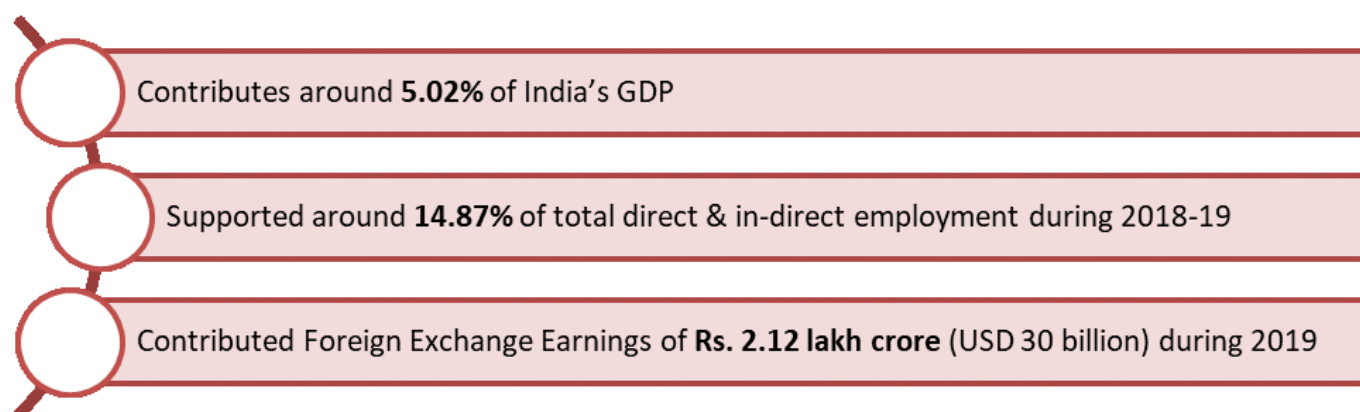 Contributes around 5.02% of India’s GDP
Supported around 14.87% of total direct & in-direct employment during 2018-19
Contributed Foreign Exchange Earnings of Rs. 2.12 lakh crore (USD 30 billion) during 2019